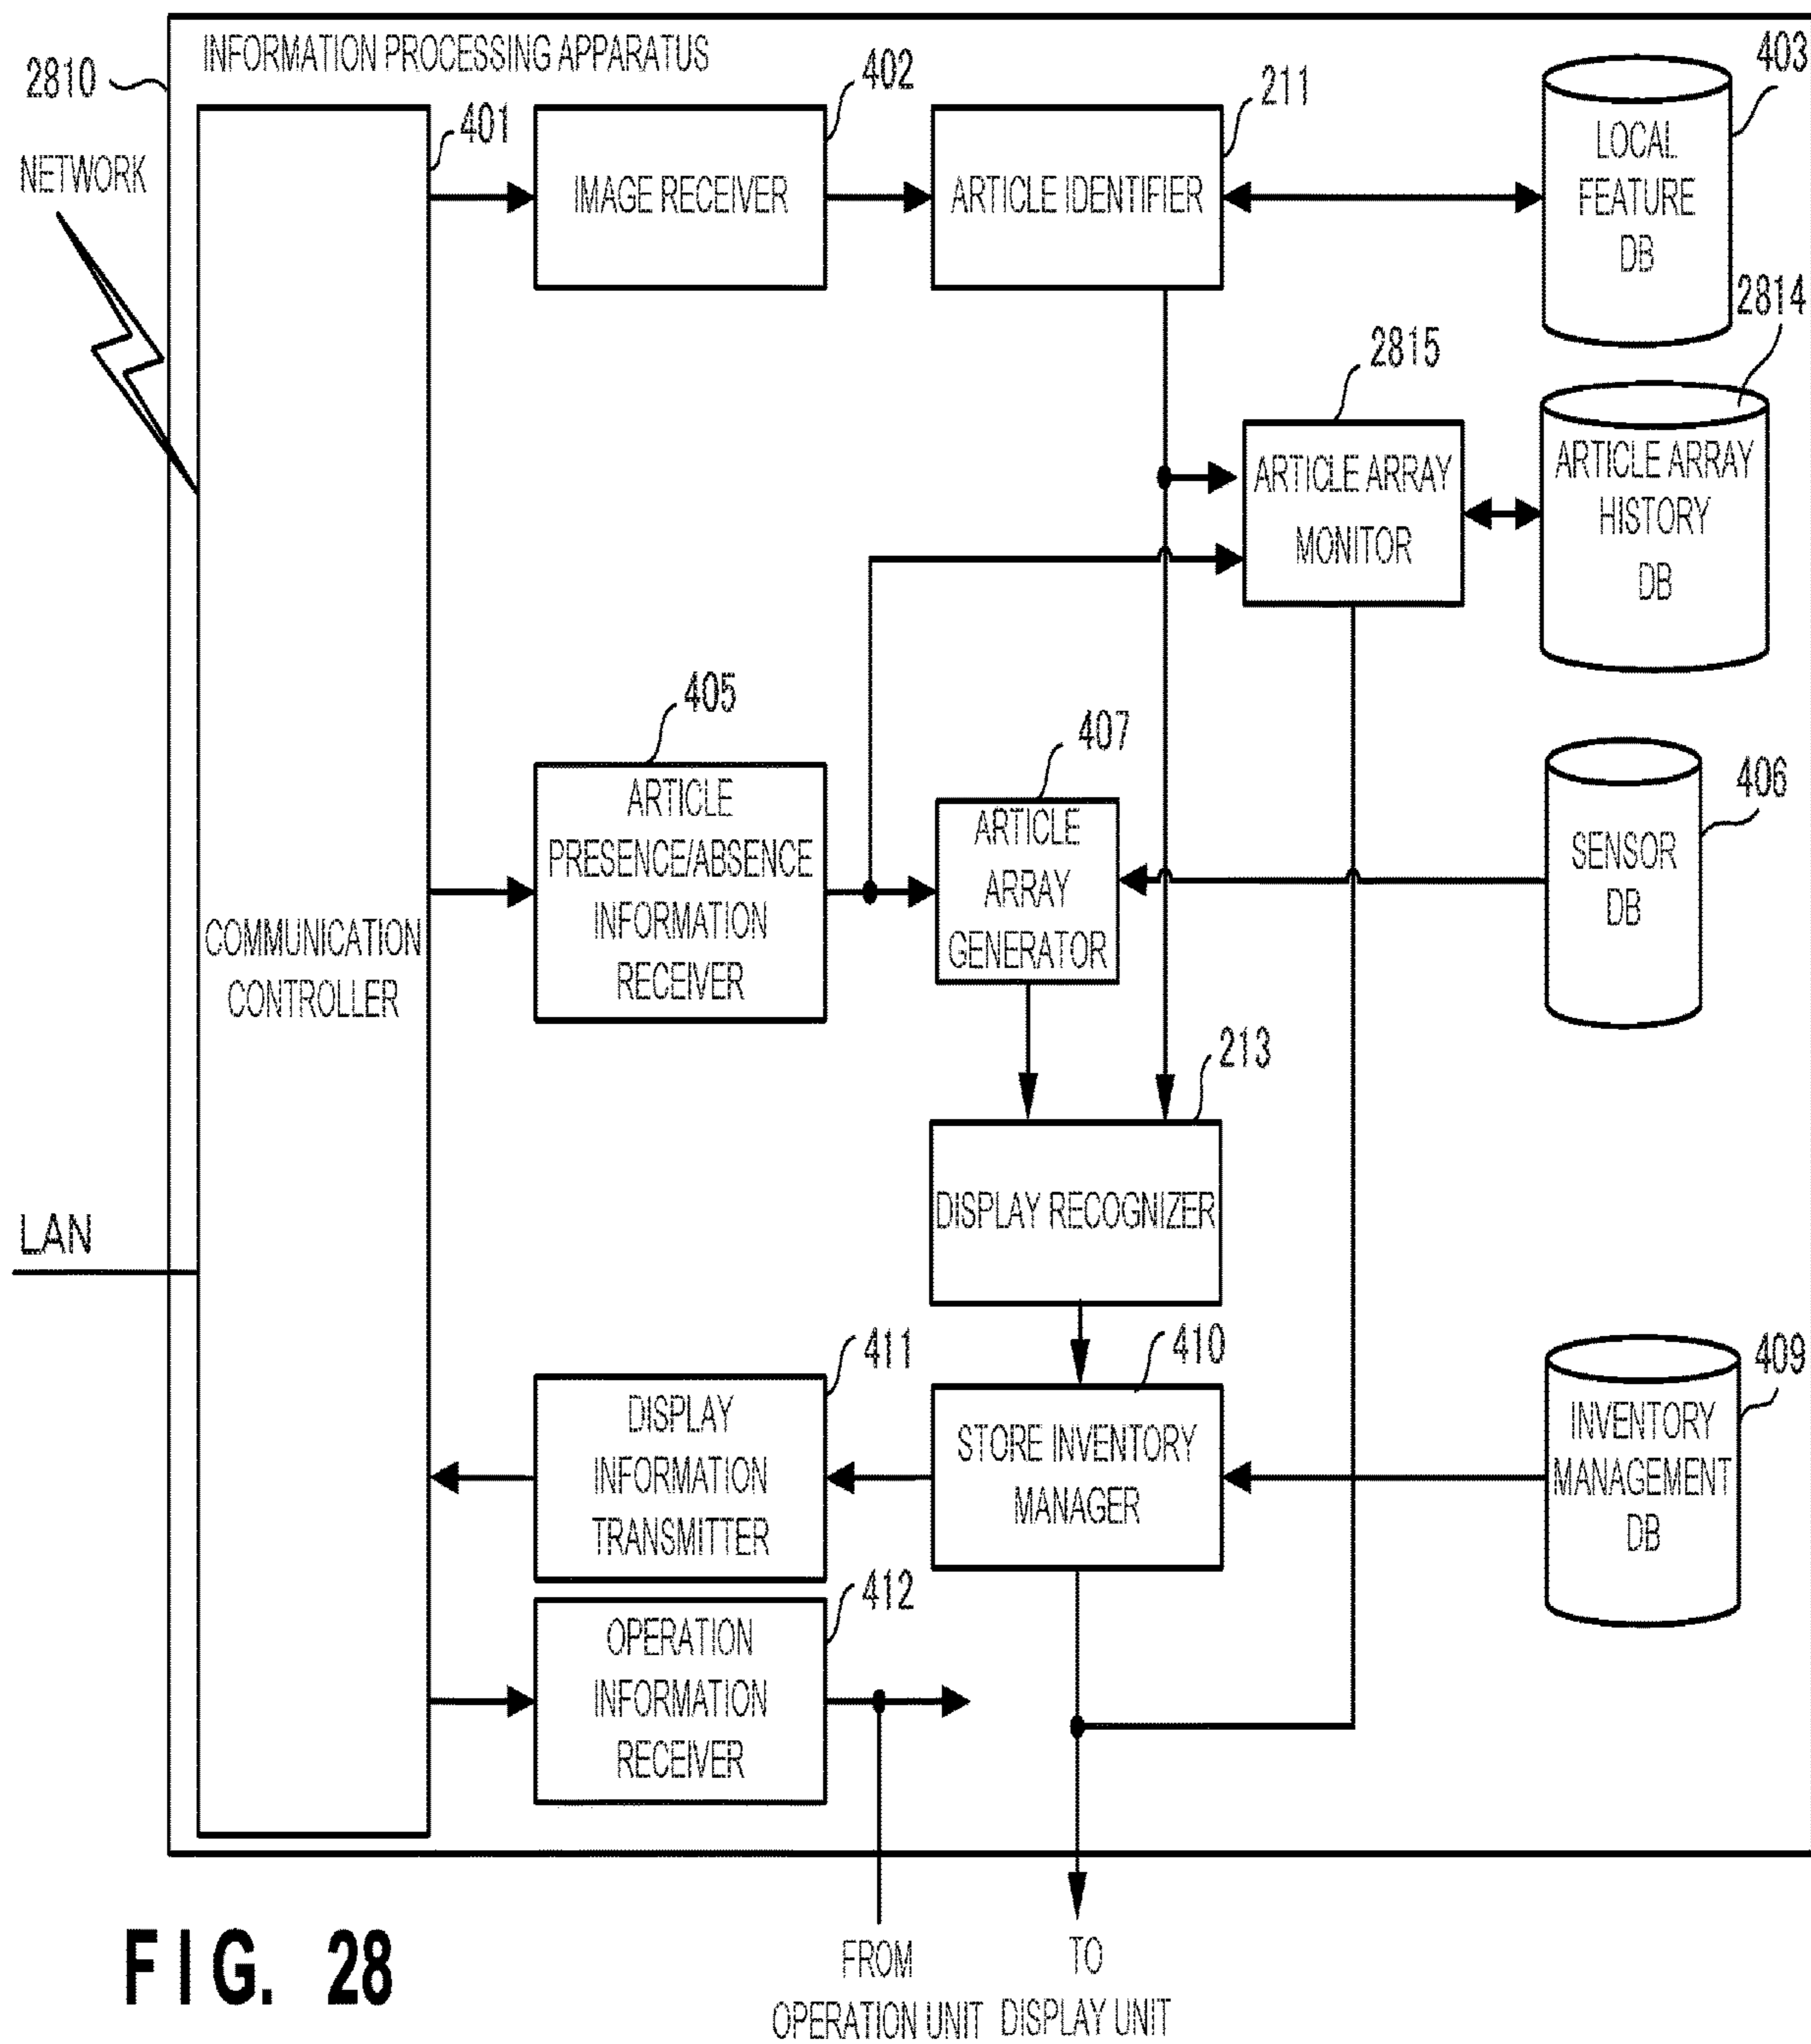 INFORMATION PROCESSING APPARATUS
2810
NETWORK
401
402
211
403
IMAGE RECEIVER
ARTICLE IDENTIFIER
LOCAL
FEATURE
DB
2815
2814
ARTICLE ARRAY
MONITOR
ARTICLE ARRAY
HISTORY
DB
405
407
406
ARTICLE
PRESENCE/ABSENCE
INFORMATION
RECEIVER
ARTICLE
ARRAY
GENERATOR
SENSOR
DB
COMMUNICATION
CONTROLLER
213
DISPLAY RECOGNIZER
LAN
411
410
409
DISPLAY
INFORMATION
TRANSMITTER
STORE INVENTORY
MANAGER
INVENTORY
MANAGEMENT
DB
412
OPERATION
INFORMATION
RECEIVER
FROM
OPERATION UNIT
TO
DISPLAY UNIT
FIG. 28